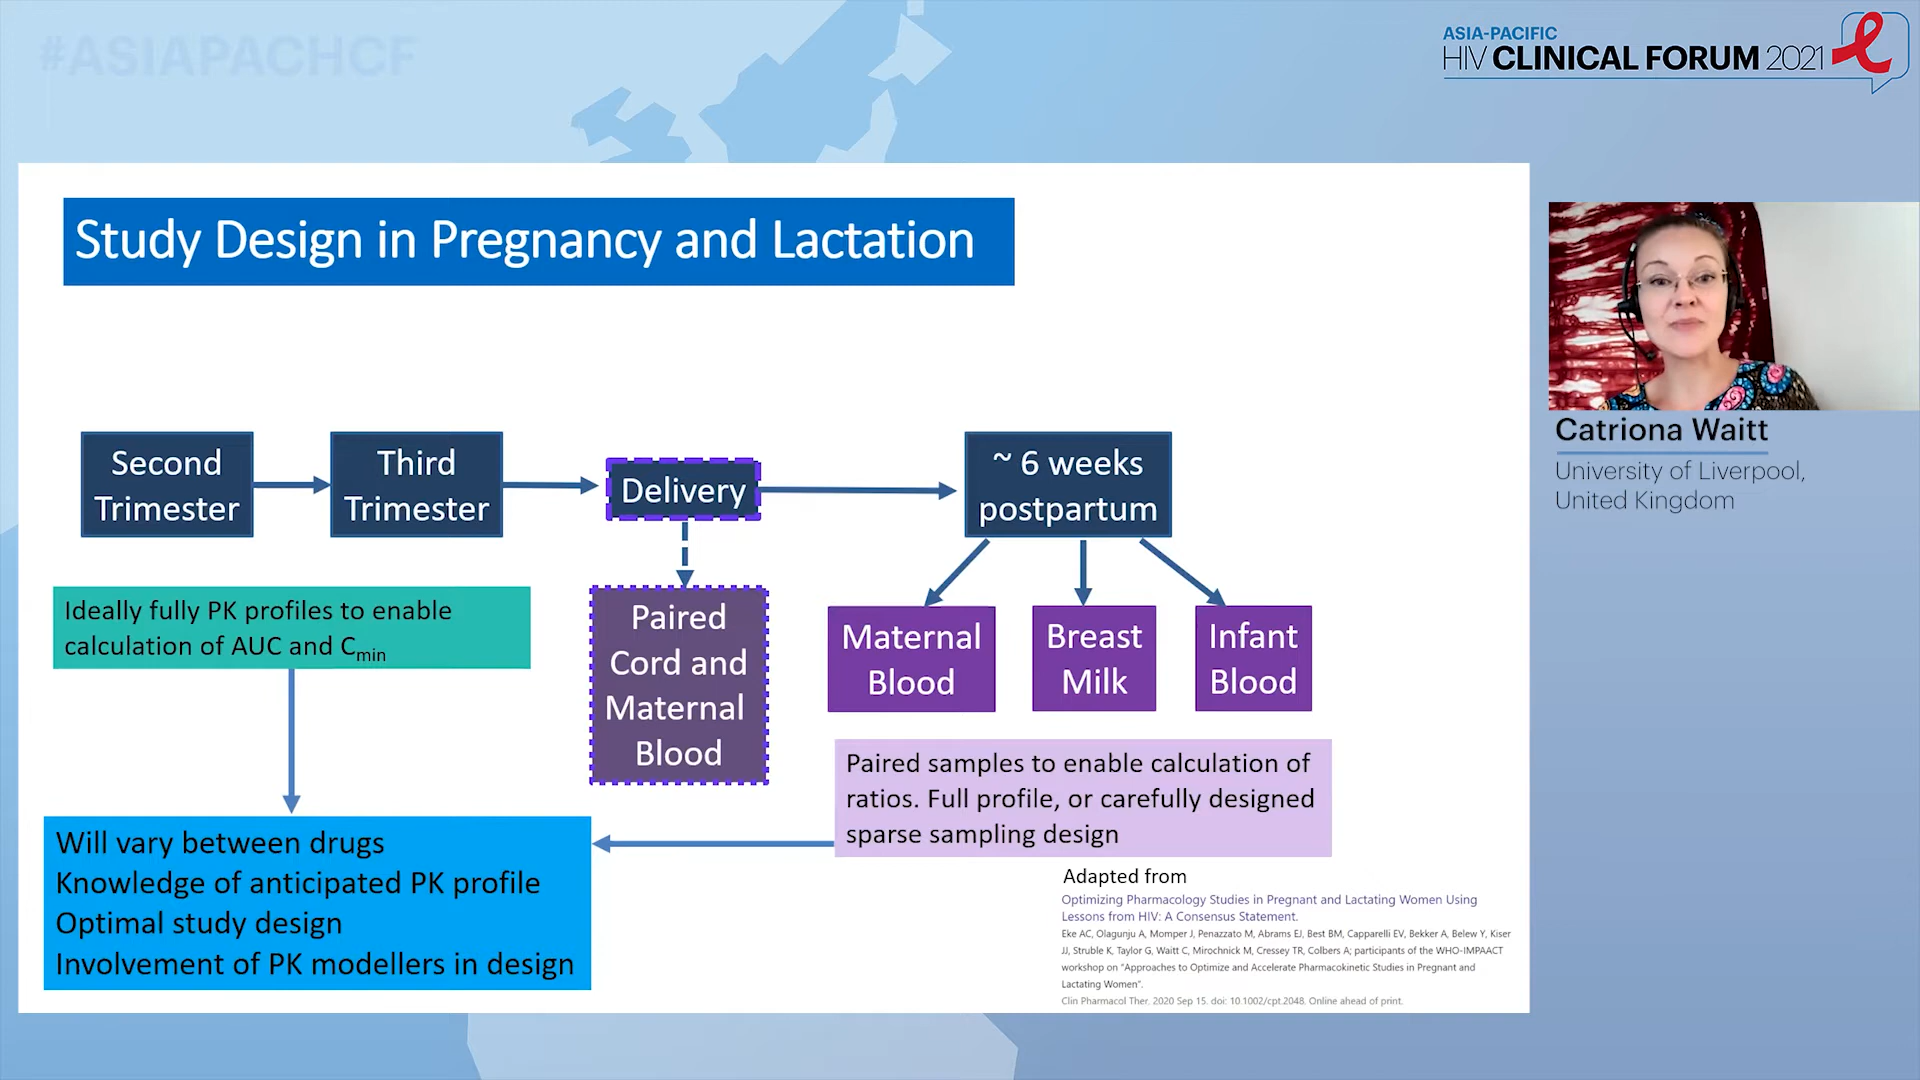 #ASIAPACHCF
ASIA-PACIFIC
HIV CLINICAL FORUM 2021
Study Design in Pregnancy and Lactation
Second
Trimester
Third
Trimester
Delivery
~ 6 weeks
postpartum
Ideally fully PK profiles to enable
calculation of AUC and Cmin
Paired
Cord and
Maternal
Blood
Maternal
Blood
Breast
Milk
Infant
Blood
Paired samples to enable calculation of
ratios. Full profile, or carefully designed
sparse sampling design
Will vary between drugs
Knowledge of anticipated PK profile
Optimal study design
Involvement of PK modellers in design
Adapted from
Optimizing Pharmacology Studies in Pregnant and Lactating Women Using
Lessons from HIV: A Consensus Statement.
Eke AC, Olagunju A, Momper J, Penazzato M, Abrams EJ, Best BM, Capparelli EV, Bekker A, Belew Y, Kiser
JJ, Struble K, Taylor G, Waitt C, Mirochnick M, Cressey TR, Colbers A; participants of the WHO-IMPAACT
workshop on "Approaches to Optimize and Accelerate Pharmacokinetic Studies in Pregnant and
Lactating Women".
Clin Pharmacol Ther. 2020 Sep 15. doi: 10.1002/cpt.2048. Online ahead of print.
Catriona Waitt
University of Liverpool,
United Kingdom